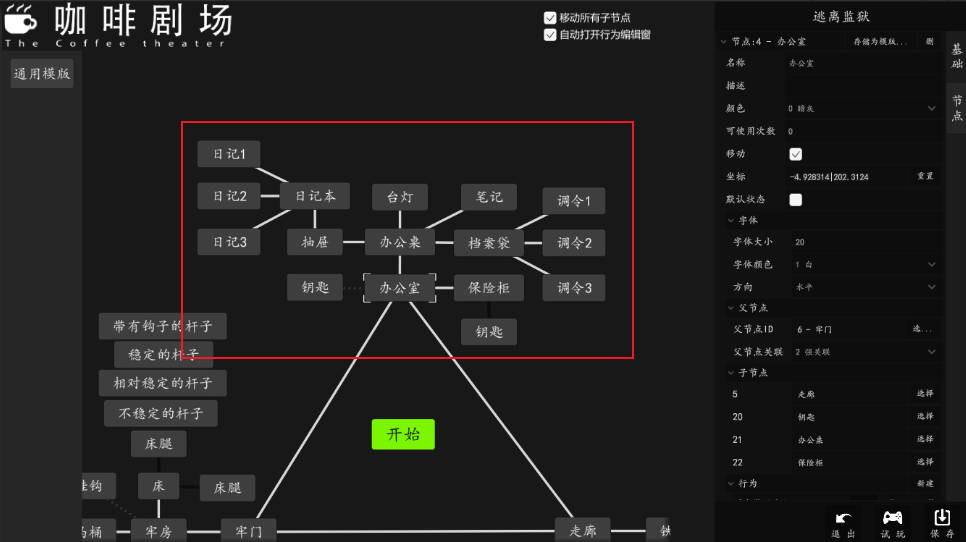 咖啡剧场
The Coffee theater
通用模版
移动所有子节点
自动打开行为编辑窗
日记1
日记2
日记本
台灯
笔记
调令1
日记3
抽屉
办公桌
档案袋
调令2
钥匙
办公室
保险柜
调令3
钥匙
带有钩子的杆子
稳定的杆子
相对稳定的杆子
不稳定的杆子
床腿
开始
挂钩
床
床腿
马桶
牢房
牢门
走廊
逃离监狱
节点:4 - 办公室
存储为模版...
删
名称
办公室
描述
颜色
0 暗灰
可使用次数
0
移动
坐标
-4.928314|202.3124
重置
默认状态
字体
字体大小
20
字体颜色
1 白
方向
水平
父节点
父节点ID
6 - 牢门
选...
父节点关联
2 强关联
子节点
5
走廊
选择
20
钥匙
选择
21
办公桌
选择
22
保险柜
选择
行为
新建
基础
节点
退出
试玩
保存